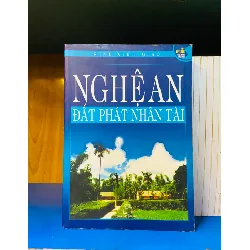 NGHỆ AN
ĐẤT PHÁT NHÂN TÀI